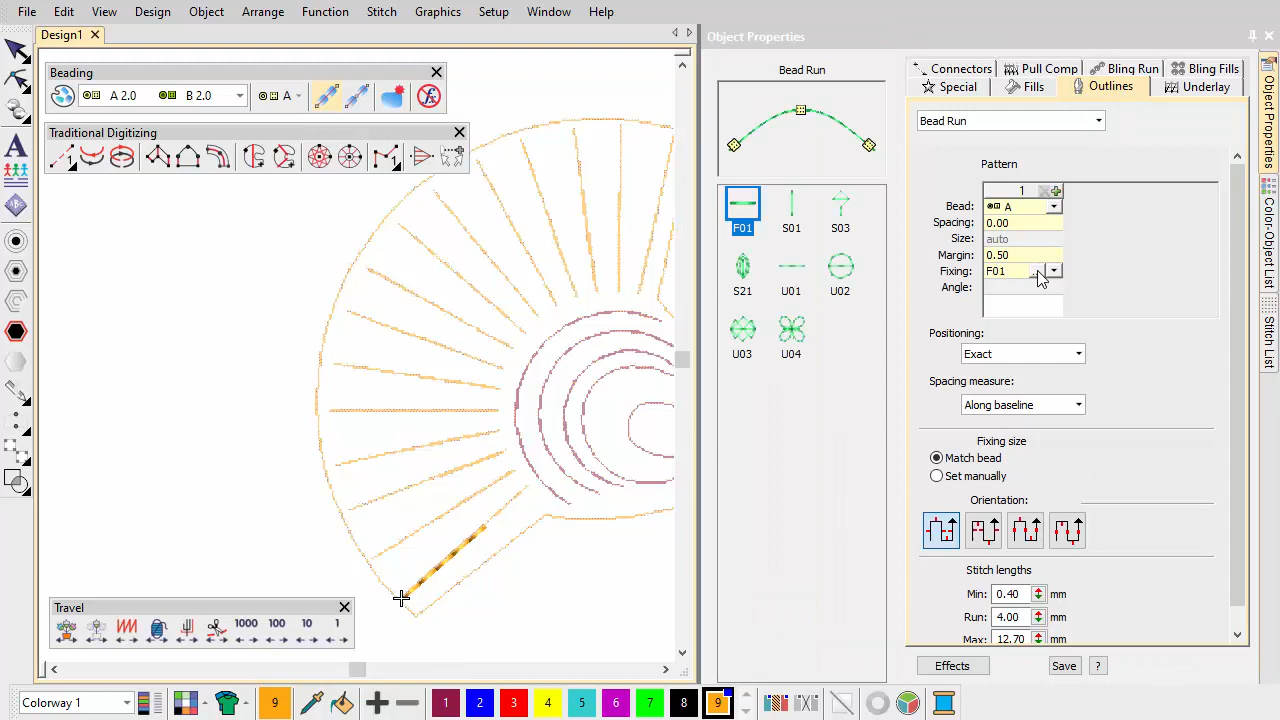 File Edit View Design Object Arrange Function Stitch Graphics Setup Window Help
Design1
Object Properties
Beading
A 2.0 B 2.0 A
Traditional Digitizing
Travel
1000 100 10 1
Bead Run
F01 S01 S03
S21 U01 U02
U03 U04
Connectors Pull Comp Bling Run Bling Fills
Special Fills Outlines Underlay
Bead Run
Pattern
1
Bead: A
Spacing: 0.00
Size: auto
Margin: 0.50
Fixing: F01
Angle:
Positioning:
Exact
Spacing measure:
Along baseline
Fixing size
Match bead
Set manually
Orientation:
Stitch lengths
Min: 0.40 mm
Run: 4.00 mm
Max: 12.70 mm
Effects Save ?
Object Properties
Color-Object List
Stitch List
Colorway 1 9 1 2 3 4 5 6 7 8 9